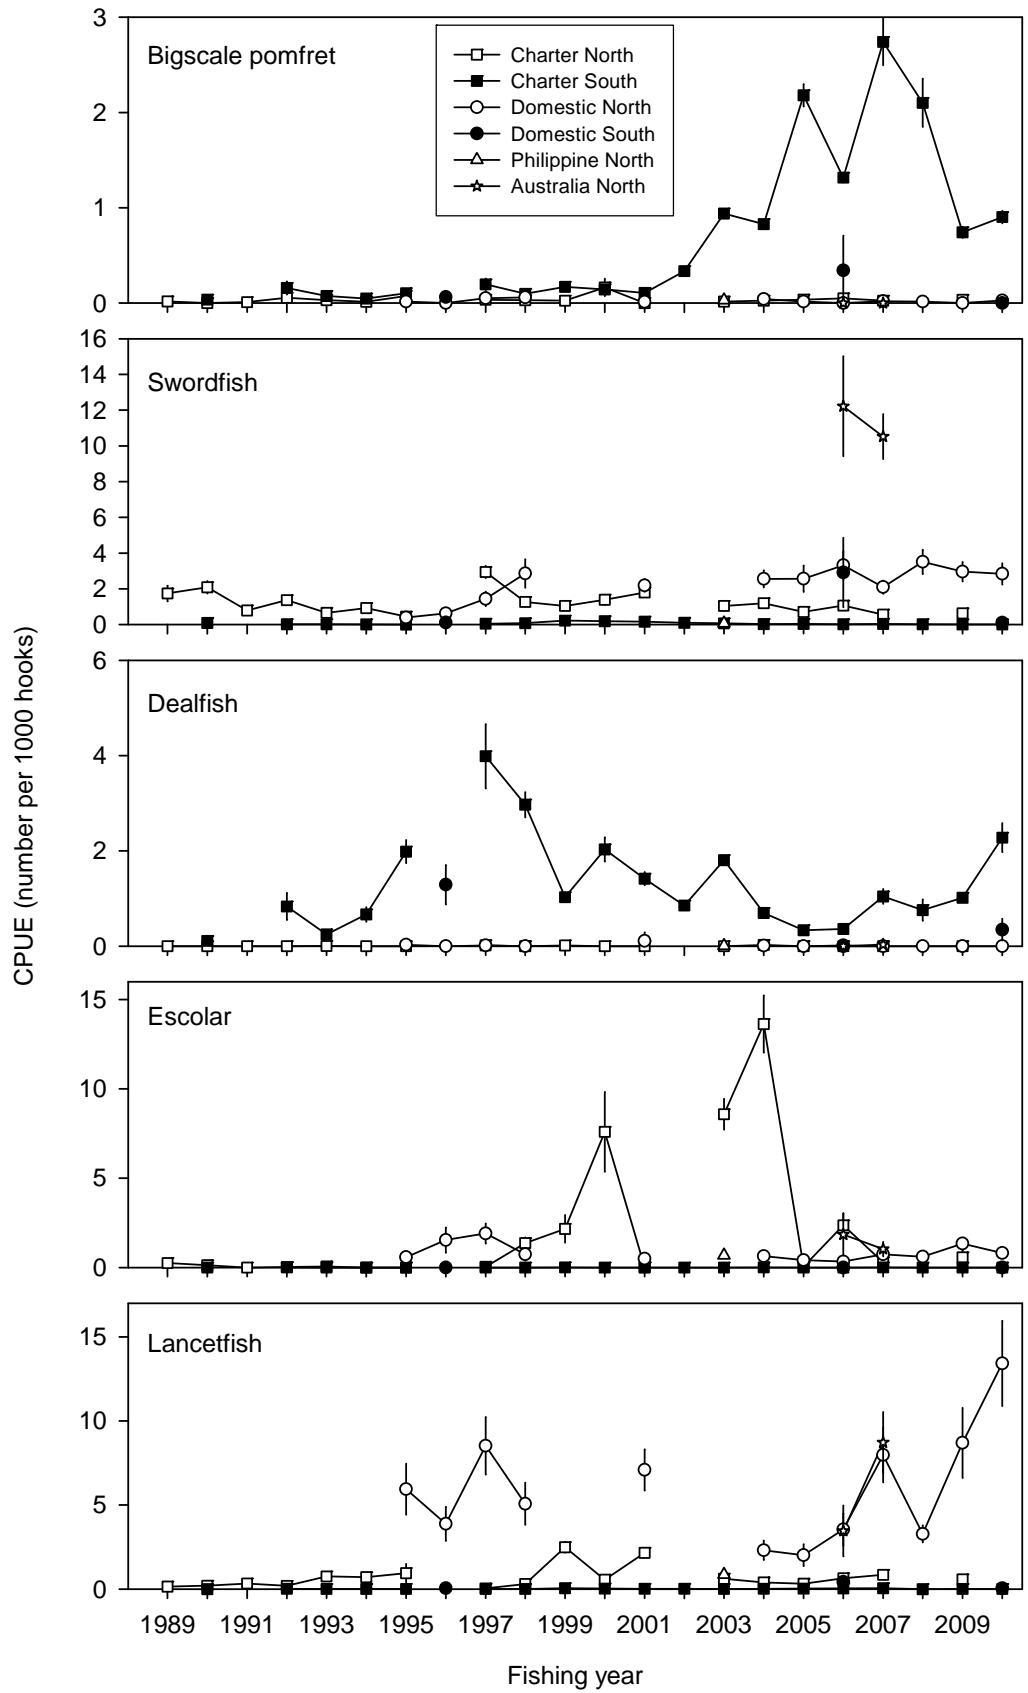 3
Bigscale pomfret
Charter North
Charter South
Domestic North
Domestic South
Philippine North
Australia North
2
1
0
16
Swordfish
14
12
10
8
6
4
2
0
CPUE (number per 1000 hooks)
6
Dealfish
4
2
0
15
Escolar
10
5
0
15
Lancetfish
10
5
0
1989 1991 1993 1995 1997 1999 2001 2003 2005 2007 2009
Fishing year